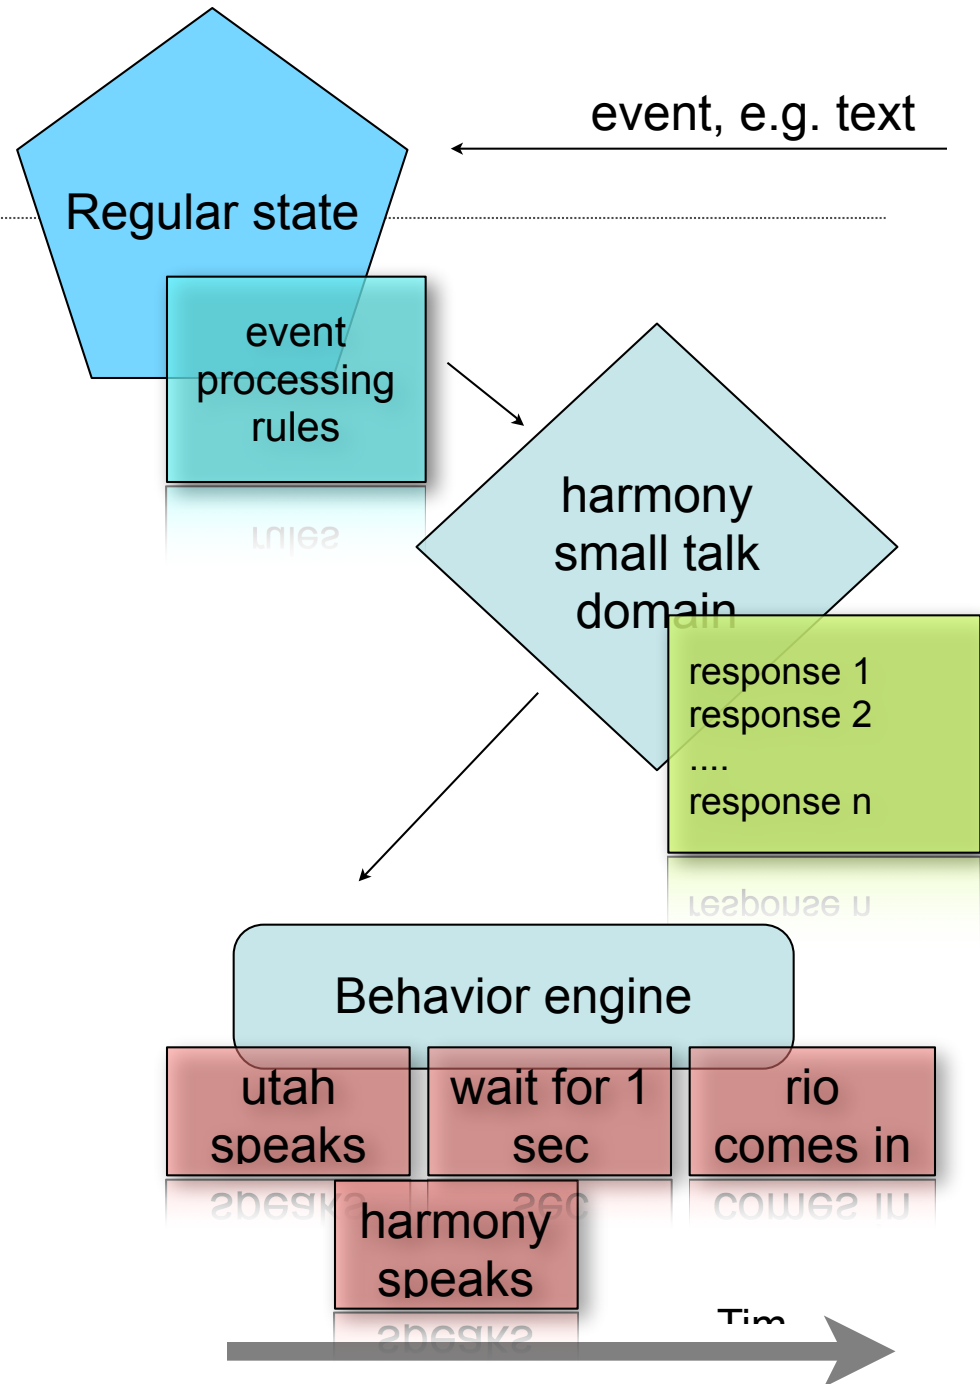 event, e.g. text
Regular state
event
processing
rules
harmony
small talk
domain
response 1
response 2
....
response n
Behavior engine
utah
speaks
wait for 1
sec
rio
comes in
harmony
speaks
Tim